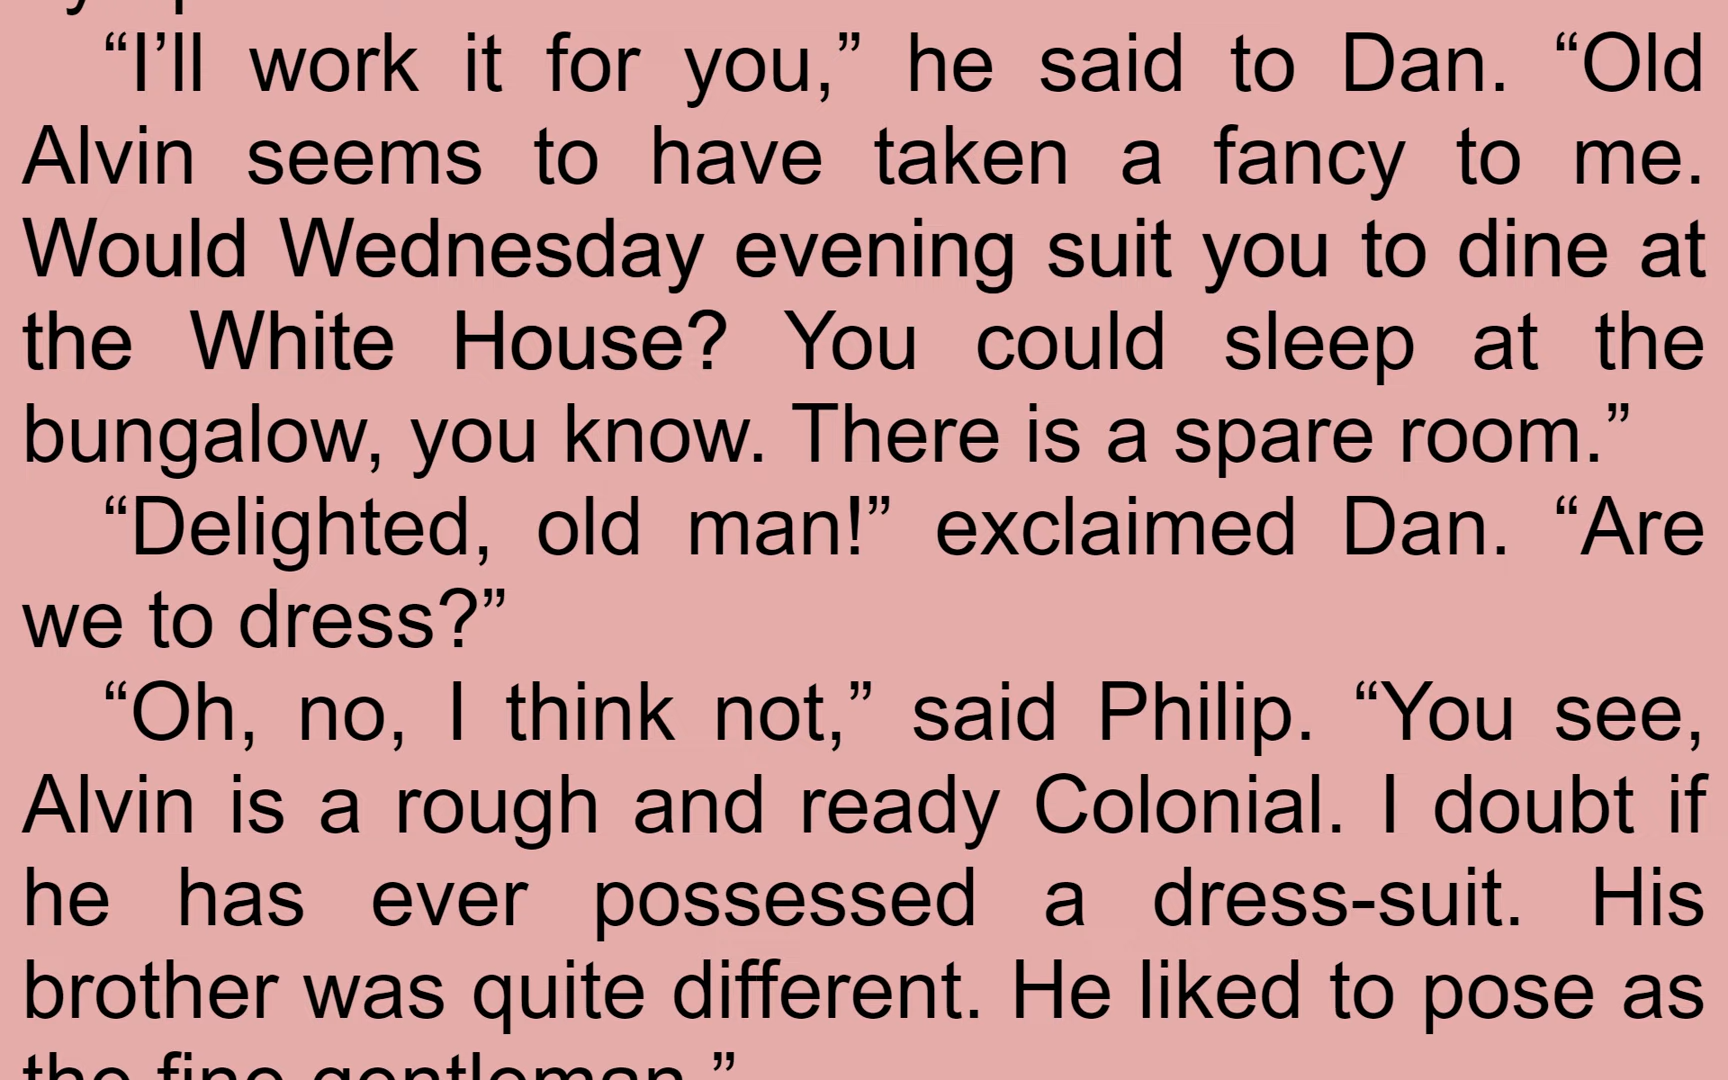 “I’ll work it for you,” he said to Dan. “Old
Alvin seems to have taken a fancy to me.
Would Wednesday evening suit you to dine at
the White House? You could sleep at the
bungalow, you know. There is a spare room.”
“Delighted, old man!” exclaimed Dan. “Are
we to dress?”
“Oh, no, I think not,” said Philip. “You see,
Alvin is a rough and ready Colonial. I doubt if
he has ever possessed a dress-suit. His
brother was quite different. He liked to pose as
the fine gentleman.”